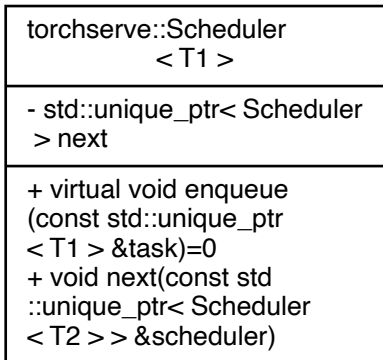 torchserve::Scheduler
< T1 >
- std::unique_ptr< Scheduler
> next
+ virtual void enqueue
(const std::unique_ptr
< T1 > &task)=0
+ void next(const std
::unique_ptr< Scheduler
< T2 > > &scheduler)